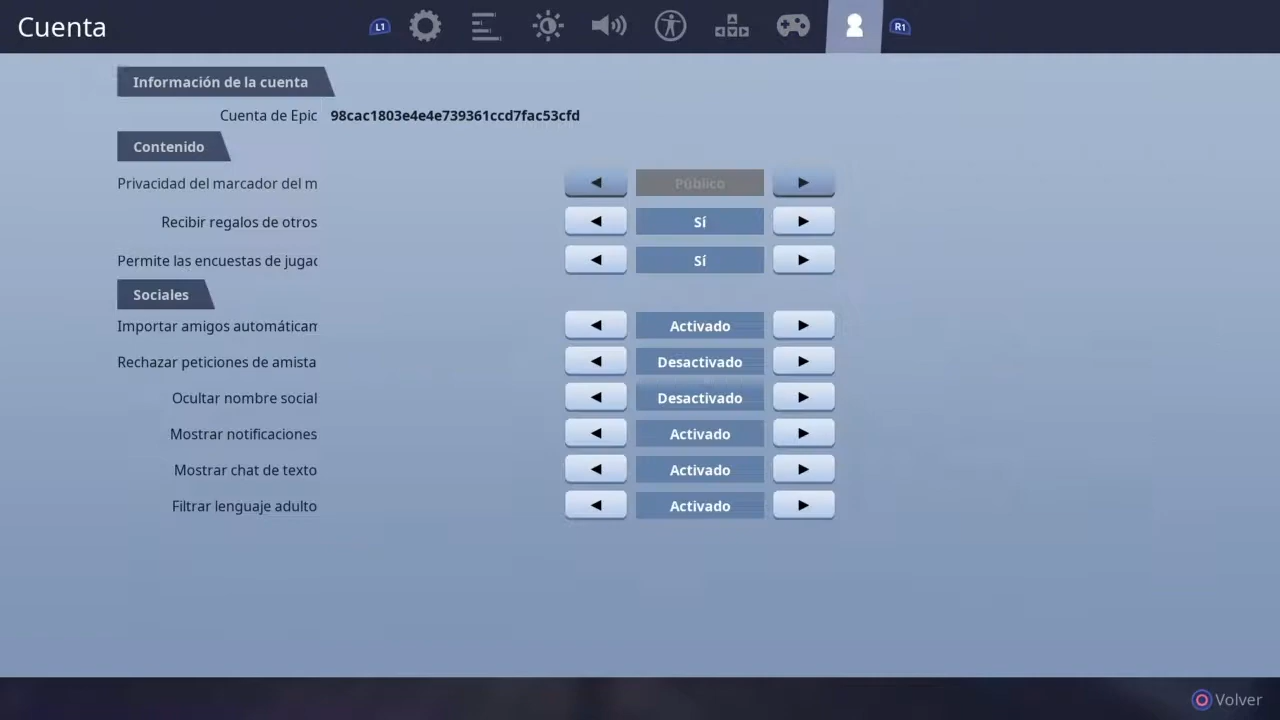 Cuenta
L1
R1
Información de la cuenta
Cuenta de Epic 98cac1803e4e4e739361ccd7fac53cfd
Contenido
Privacidad del marcador del m Público
Recibir regalos de otros Sí
Permite las encuestas de jugac Sí
Sociales
Importar amigos automáticam Activado
Rechazar peticiones de amista Desactivado
Ocultar nombre social Desactivado
Mostrar notificaciones Activado
Mostrar chat de texto Activado
Filtrar lenguaje adulto Activado
Volver